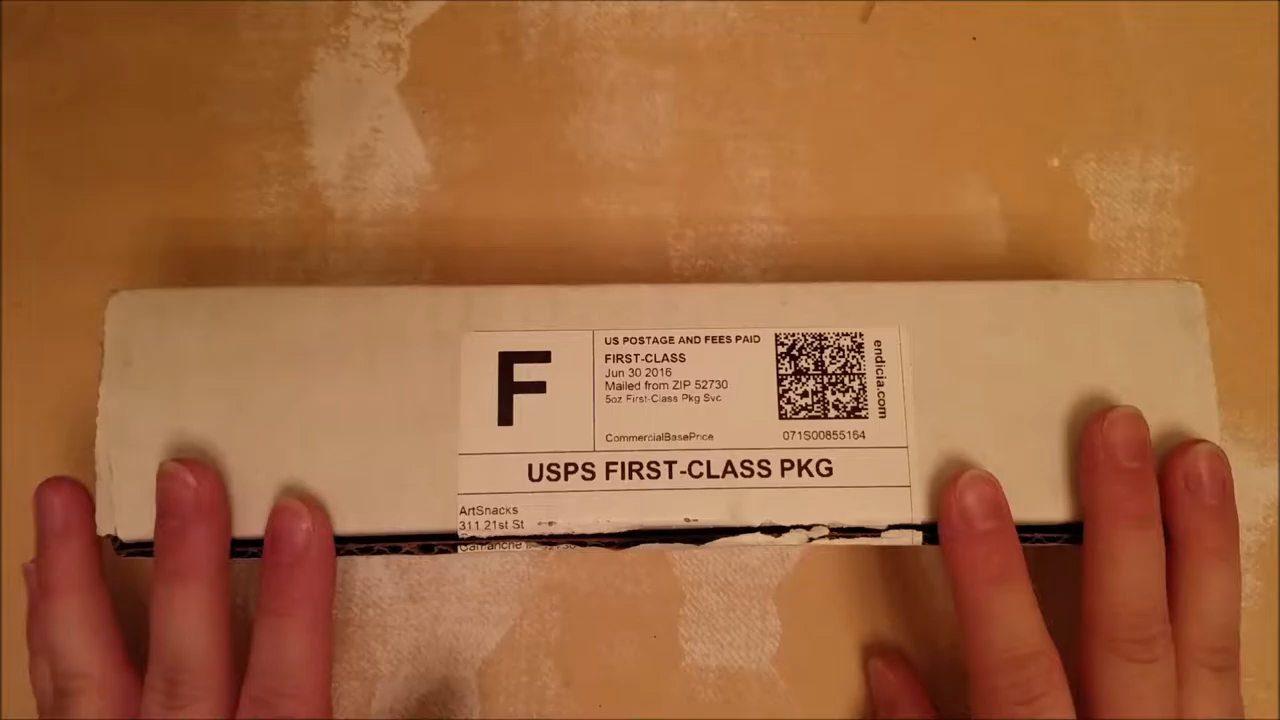 F
US POSTAGE AND FEES PAID
FIRST-CLASS
Jun 30 2016
Mailed from ZIP 52730
5oz First-Class Pkg Svc
CommercialBasePrice
071S00855164
endicia.com
USPS FIRST-CLASS PKG
ArtSnacks
311 21st St
Camanche